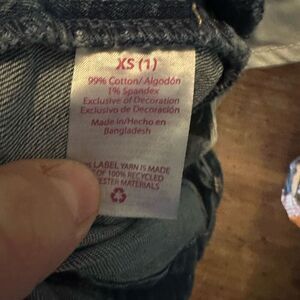 XS (1)
99% Cotton/Algodón
1% Spandex
Exclusive of Decoration
Exclusivo de Decoración
Made in/Hecho en
Bangladesh
LABEL YARN IS MADE
OF 100% RECYCLED
ESTER MATERIALS